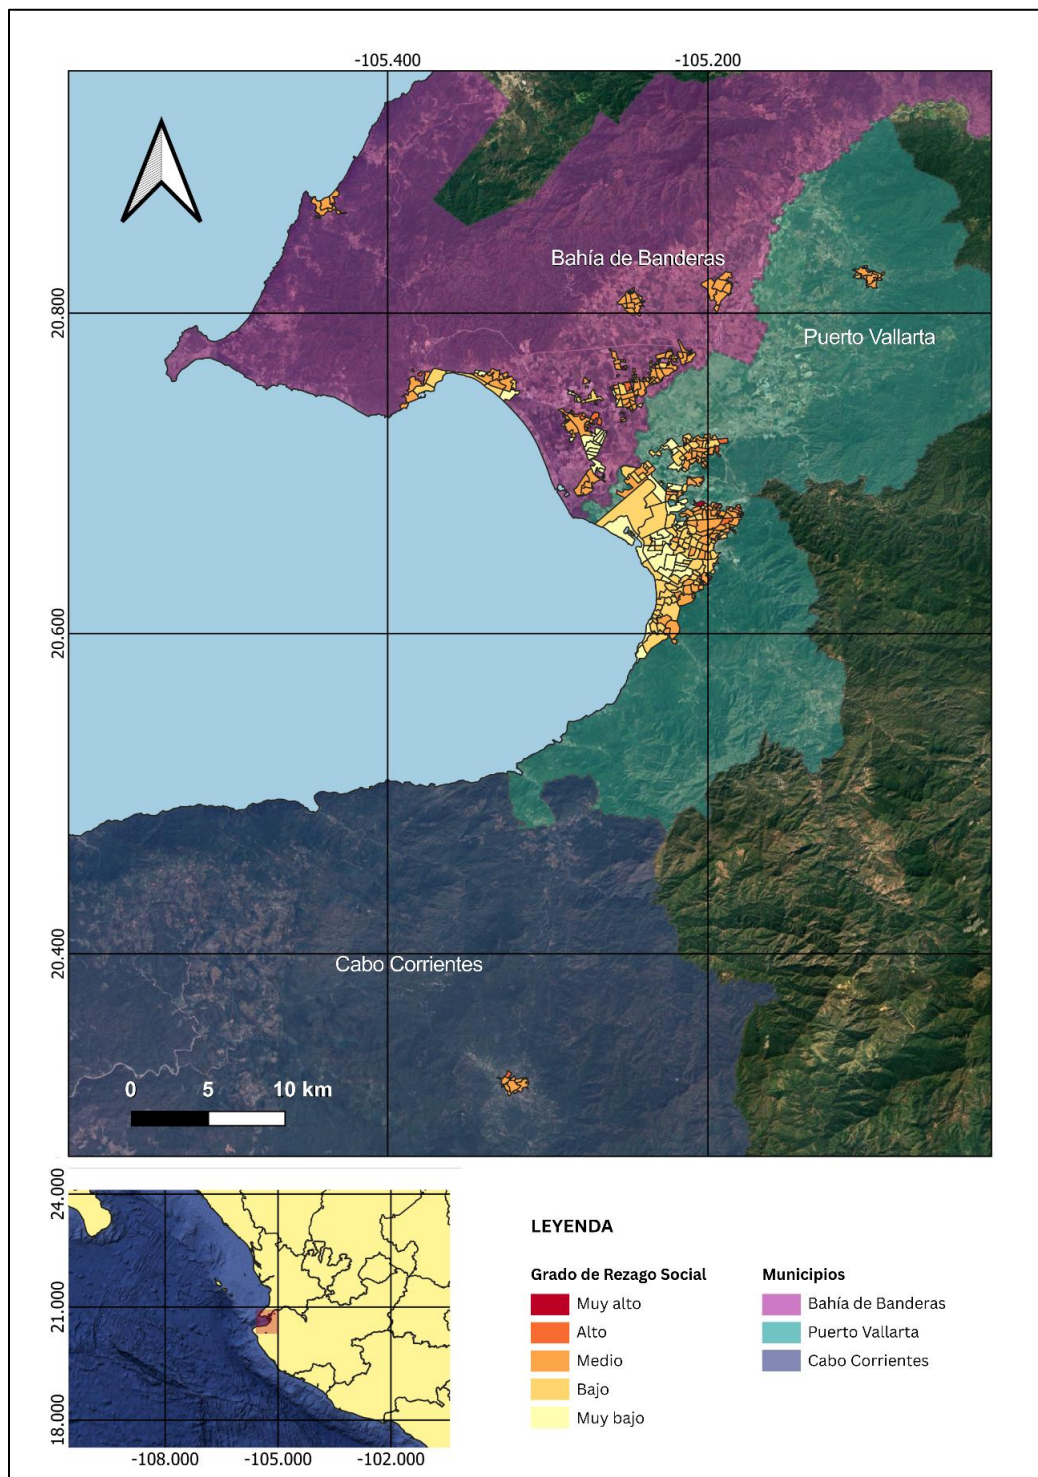 -105.400 -105.200
Bahía de Banderas
20.800
Puerto Vallarta
20.600
20.400
Cabo Corrientes
0 5 10 km
24.000
21.000
18.000
-108.000 -105.000 -102.000
LEYENDA
Grado de Rezago Social
Muy alto
Alto
Medio
Bajo
Muy bajo
Municipios
Bahía de Banderas
Puerto Vallarta
Cabo Corrientes